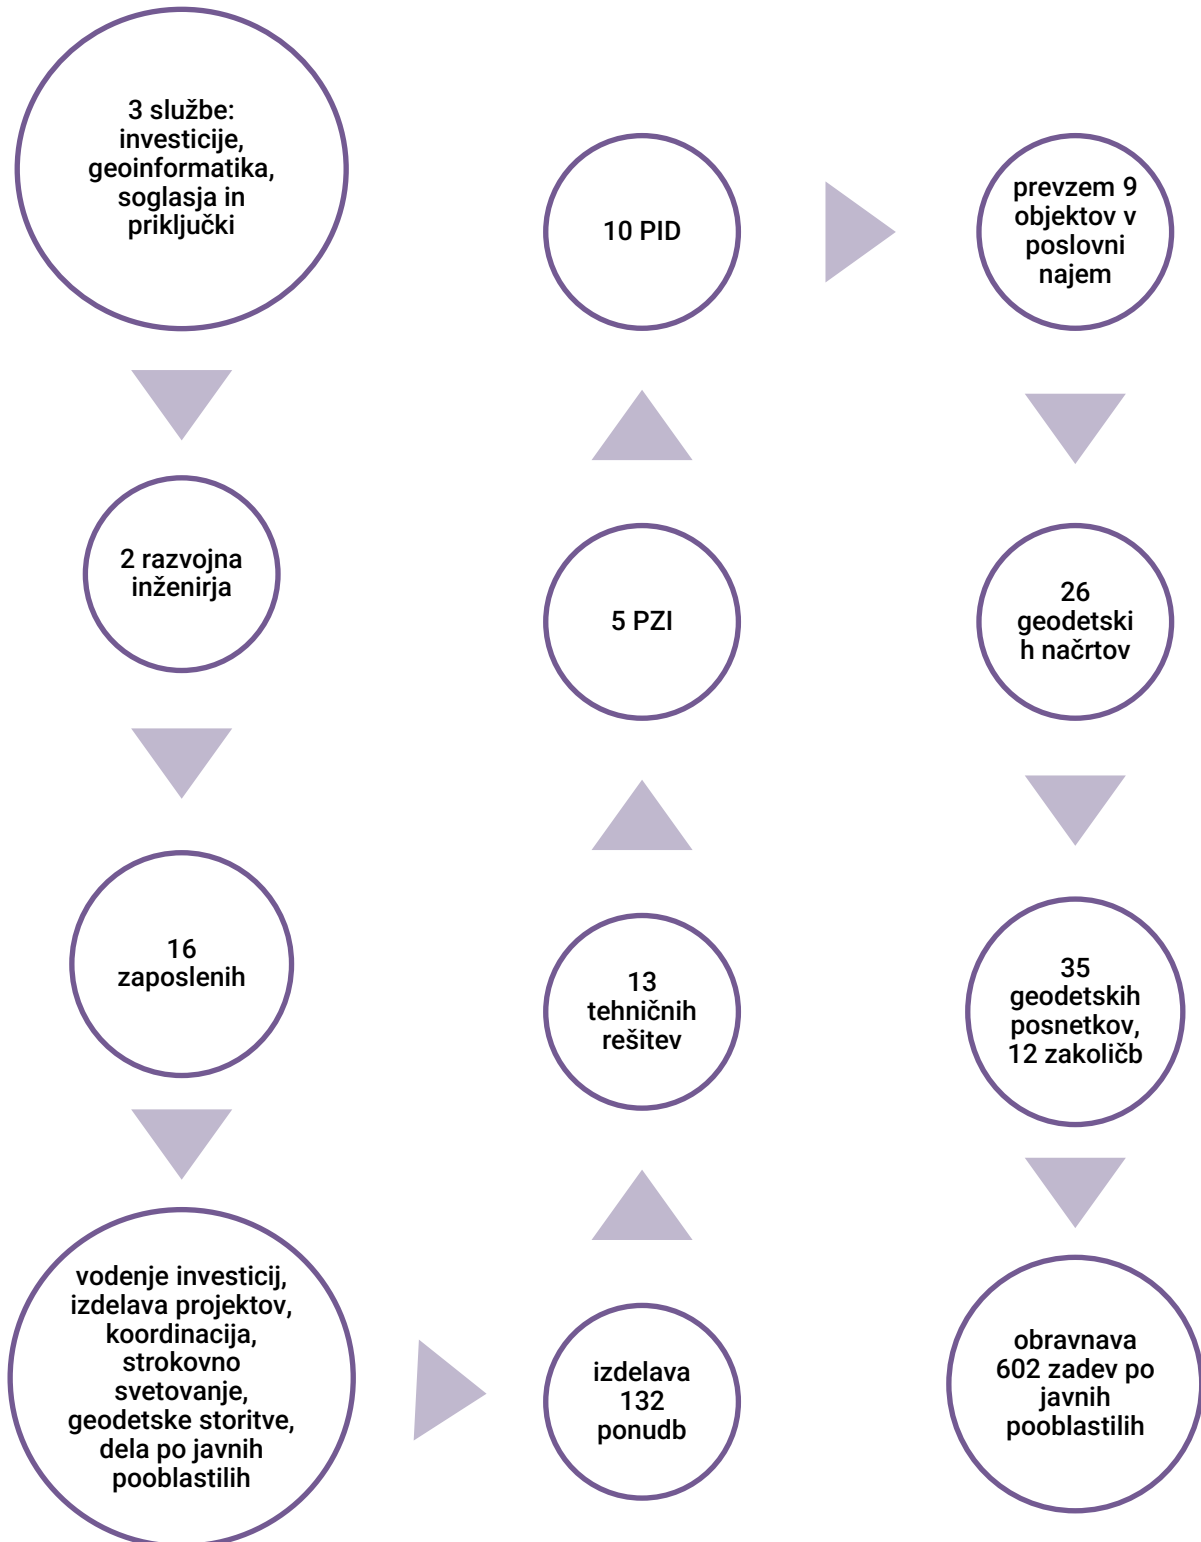 3 službe:
investicije,
geoinformatika,
soglasja in
priključki
2 razvojna
inženirja
16
zaposlenih
vodenje investicij,
izdelava projektov,
koordinacija,
strokovno
svetovanje,
geodetske storitve,
dela po javnih
pooblastilih
izdelava
132
ponudb
13
tehničnih
rešitev
5 PZI
10 PID
prevzem 9
objektov v
poslovni
najem
26
geodetski
h načrtov
35
geodetskih
posnetkov,
12 zakoličb
obravnava
602 zadev po
javnih
pooblastilih